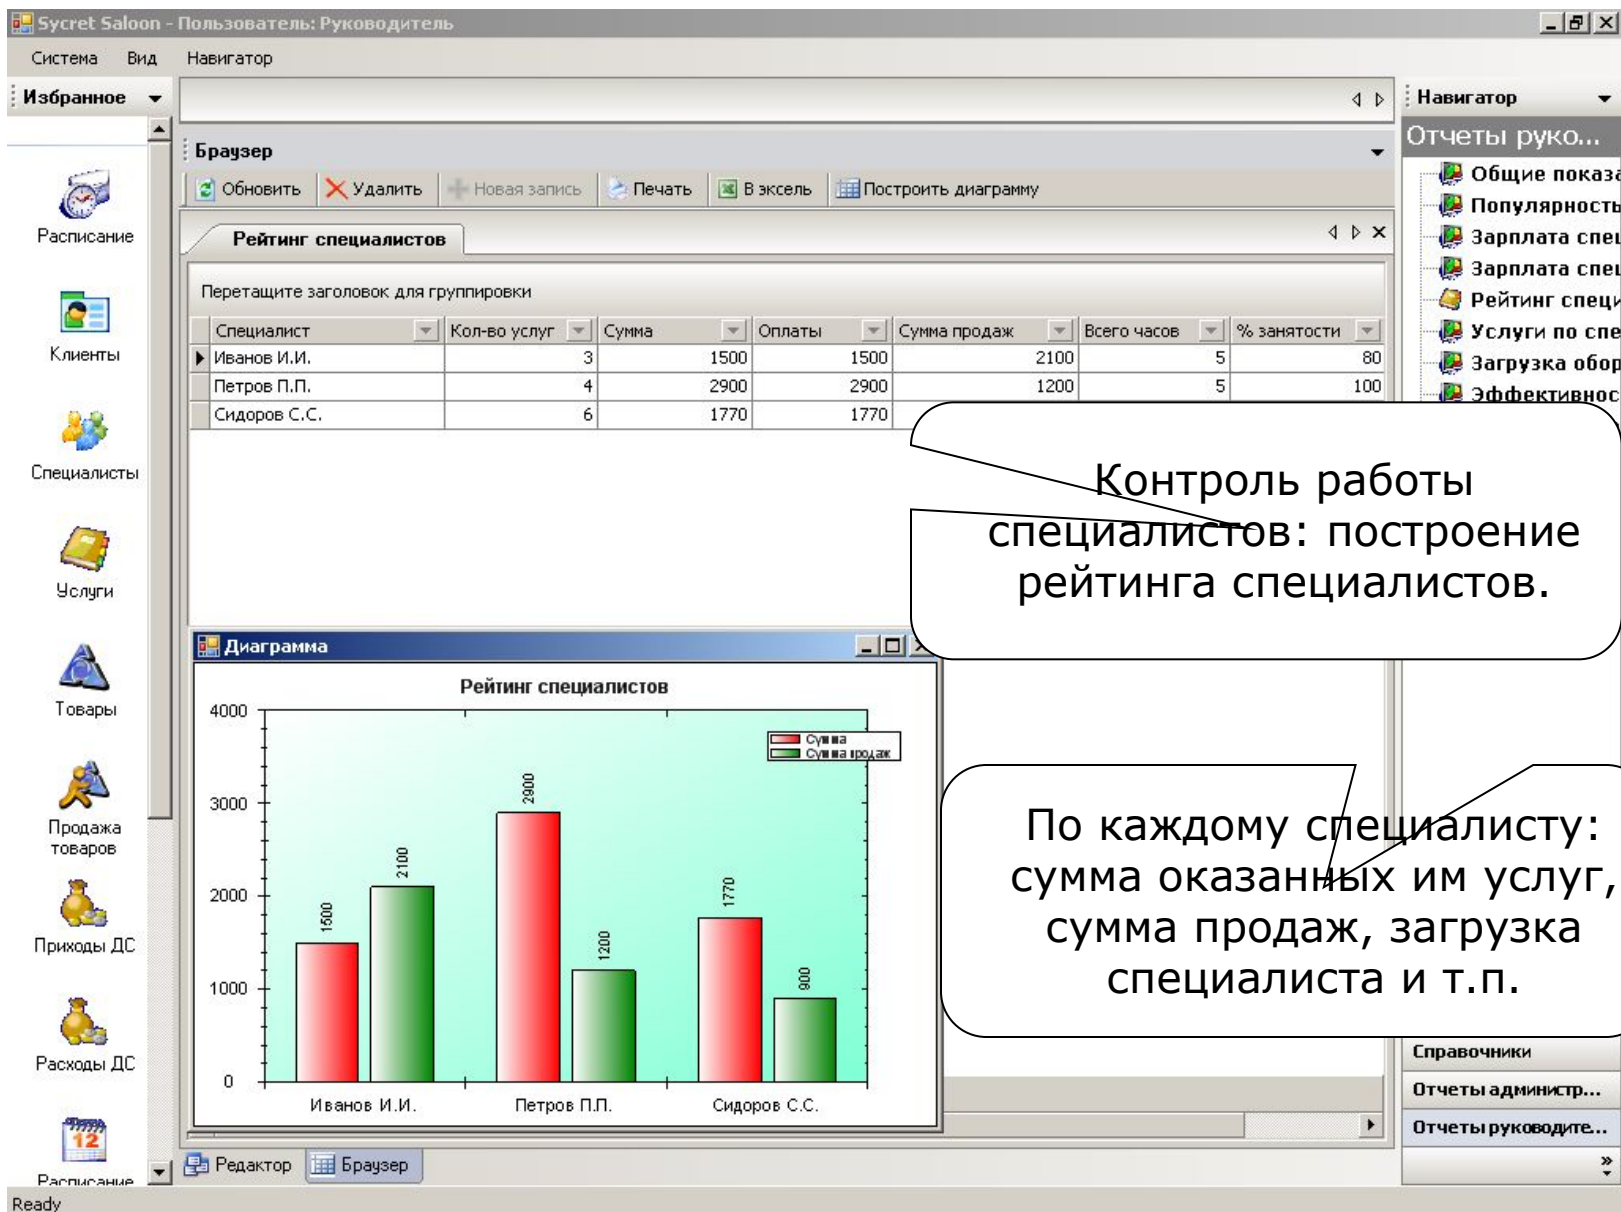 Sycret Saloon - Пользователь: Руководитель
Система Вид Навигатор
Избранное
Расписание
Клиенты
Специалисты
Услуги
Товары
Продажа
товаров
Приходы ДС
Расходы ДС
12
Расписание
Браузер
Обновить Удалить Новая запись Печать В эксель Построить диаграмму
Рейтинг специалистов
Перетащите заголовок для группировки
Специалист Кол-во услуг Сумма Оплаты Сумма продаж Всего часов % занятости
Иванов И.И. 3 1500 1500 2100 5 80
Петров П.П. 4 2900 2900 1200 5 100
Сидоров С.С. 6 1770 1770
Контроль работы
специалистов: построение
рейтинга специалистов.
Диаграмма
Рейтинг специалистов
Сумма
Сумма продаж
4000
3000
2000
1000
0
1500
2100
2900
1200
1770
900
Иванов И.И. Петров П.П. Сидоров С.С.
По каждому специалисту:
сумма оказанных им услуг,
сумма продаж, загрузка
специалиста и т.п.
Навигатор
Отчеты руко...
Общие показа
Популярность
Зарплата спец
Зарплата спец
Рейтинг специ
Услуги по спе
Загрузка обор
Эффективнос
Справочники
Отчеты администр...
Отчеты руководите...
Редактор Браузер
Ready